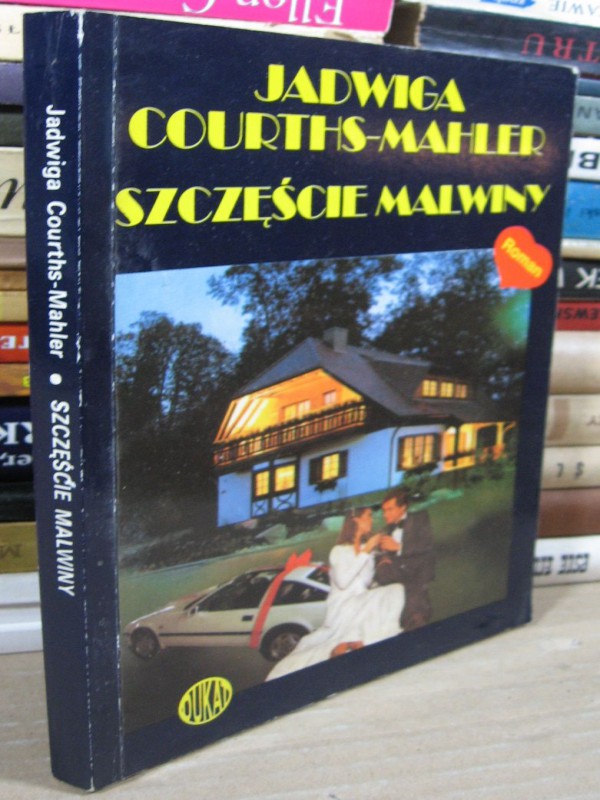 JADWIGA
COURTHS-MAHLER
SZCZĘŚCIE MALWINY
Roman
DUKAT
Jadwiga Courths-Mahler • SZCZĘŚCIE MALWINY